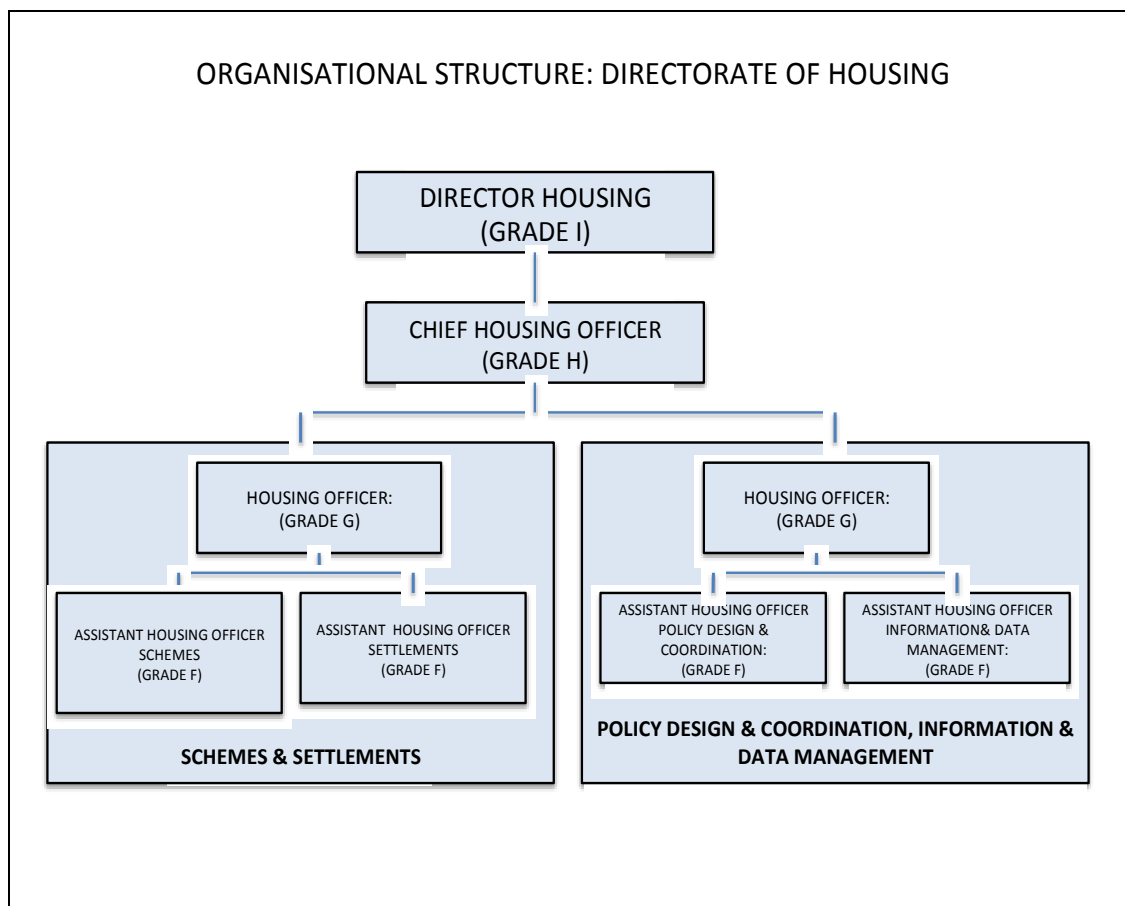 ORGANISATIONAL STRUCTURE: DIRECTORATE OF HOUSING
DIRECTOR HOUSING
(GRADE I)
CHIEF HOUSING OFFICER
(GRADE H)
HOUSING OFFICER:
(GRADE G)
ASSISTANT HOUSING OFFICER
SCHEMES
(GRADE F)
ASSISTANT HOUSING OFFICER
SETTLEMENTS
(GRADE F)
SCHEMES & SETTLEMENTS
HOUSING OFFICER:
(GRADE G)
ASSISTANT HOUSING OFFICER
POLICY DESIGN &
COORDINATION:
(GRADE F)
ASSISTANT HOUSING OFFICER
INFORMATION& DATA
MANAGEMENT:
(GRADE F)
POLICY DESIGN & COORDINATION, INFORMATION &
DATA MANAGEMENT